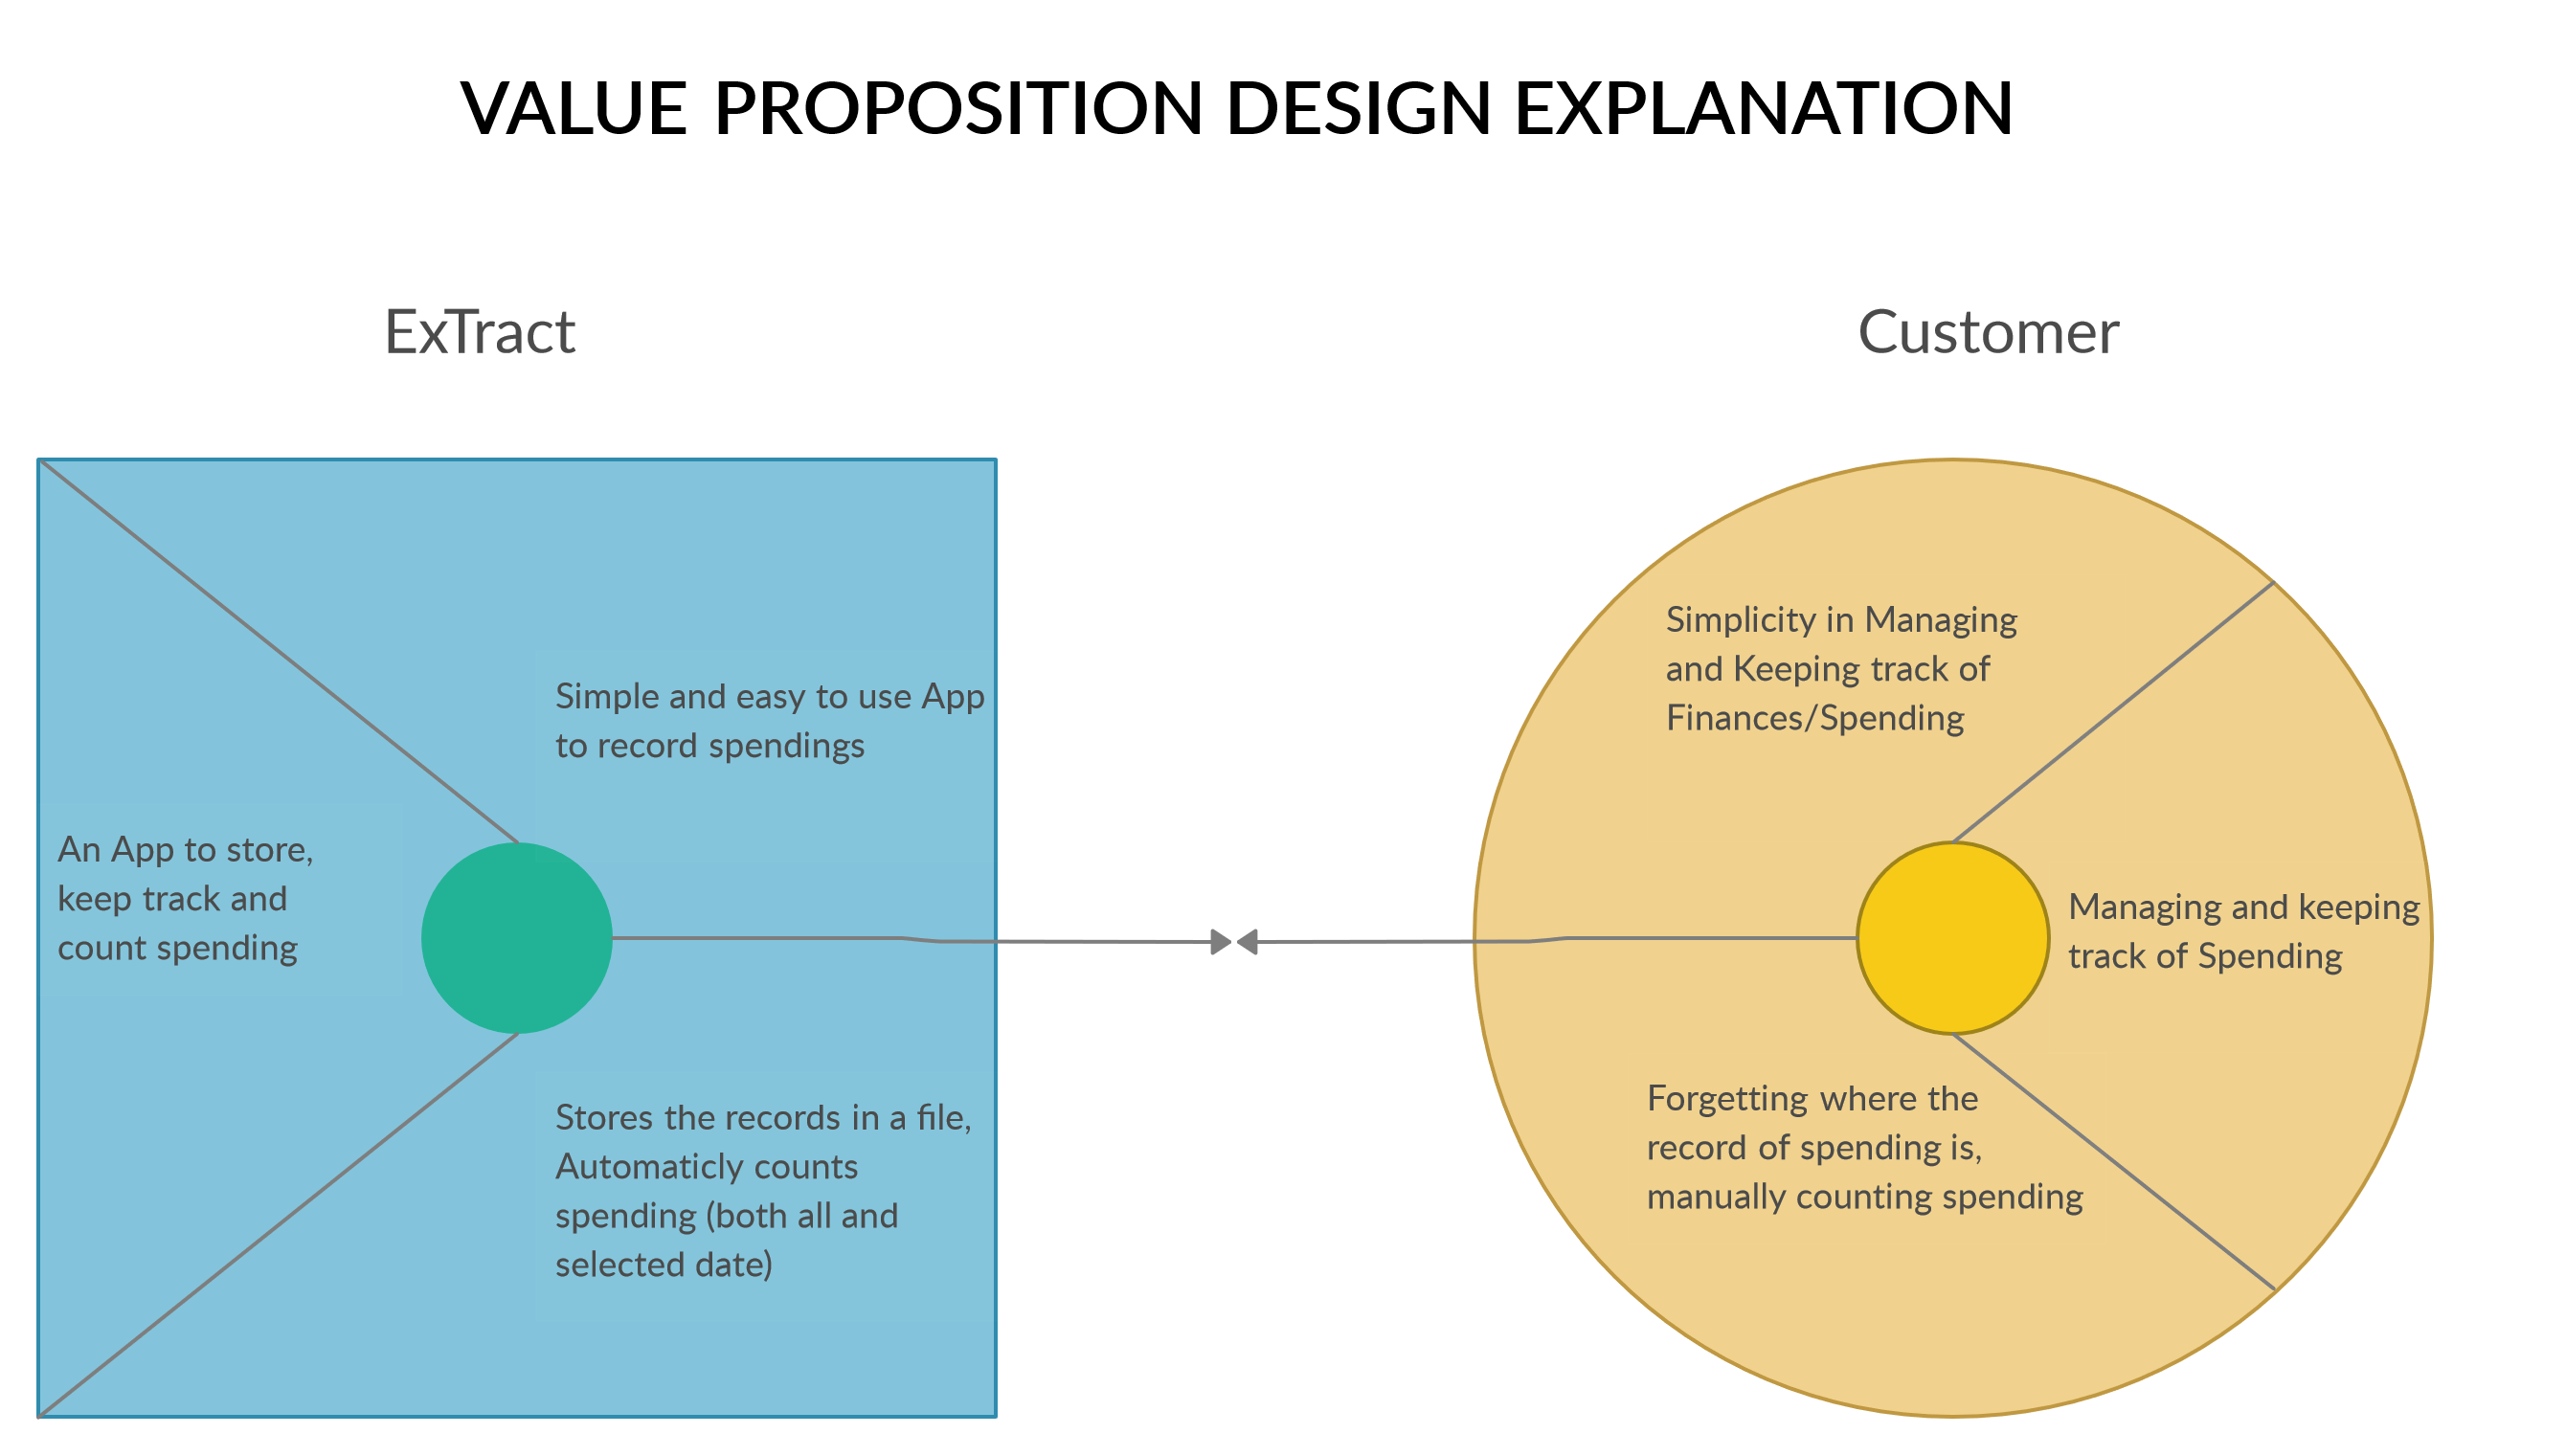 VALUE PROPOSITION DESIGN EXPLANATION
ExTract
Customer
An App to store,
keep track and
count spending
Simple and easy to use App
to record spendings
Stores the records in a file,
Automaticly counts
spending (both all and
selected date)
Simplicity in Managing
and Keeping track of
Finances/Spending
Managing and keeping
track of Spending
Forgetting where the
record of spending is,
manually counting spending